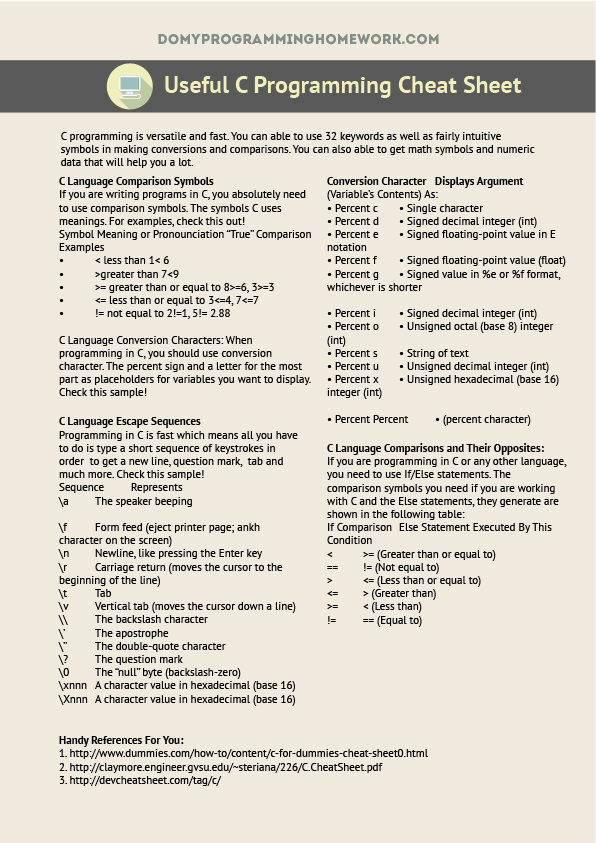 DOMYPROGRAMMINGHOMEWORK.COM
Useful C Programming Cheat Sheet
C programming is versatile and fast. You can able to use 32 keywords as well as fairly intuitive
symbols in making conversions and comparisons. You can also able to get math symbols and numeric
data that will help you a lot.
C Language Comparison Symbols
If you are writing programs in C, you absolutely need
to use comparison symbols. The symbols C uses
meanings. For examples, check this out!
Symbol Meaning or Pronounciation “True” Comparison
Examples
• < less than 1< 6
• >greater than 7<9
• >= greater than or equal to 8>=6, 3>=3
• <= less than or equal to 3<=4, 7<=7
• != not equal to 2!=1, 5!= 2.88
C Language Conversion Characters: When
programming in C, you should use conversion
character. The percent sign and a letter for the most
part as placeholders for variables you want to display.
Check this sample!
C Language Escape Sequences
Programming in C is fast which means all you have
to do is type a short sequence of keystrokes in
order to get a new line, question mark, tab and
much more. Check this sample!
Sequence Represents
\a The speaker beeping
\f Form feed (eject printer page; ankh
character on the screen)
\n Newline, like pressing the Enter key
\r Carriage return (moves the cursor to the
beginning of the line)
\t Tab
\v Vertical tab (moves the cursor down a line)
\\ The backslash character
\' The apostrophe
\" The double-quote character
\? The question mark
\0 The “null” byte (backslash-zero)
\xnnn A character value in hexadecimal (base 16)
\Xnnn A character value in hexadecimal (base 16)
Conversion Character Displays Argument
(Variable’s Contents) As:
• Percent c • Single character
• Percent d • Signed decimal integer (int)
• Percent e • Signed floating-point value in E
notation
• Percent f • Signed floating-point value (float)
• Percent g • Signed value in %e or %f format,
whichever is shorter
• Percent i • Signed decimal integer (int)
• Percent o • Unsigned octal (base 8) integer
(int)
• Percent s • String of text
• Percent u • Unsigned decimal integer (int)
• Percent x • Unsigned hexadecimal (base 16)
integer (int)
• Percent Percent • (percent character)
C Language Comparisons and Their Opposites:
If you are programming in C or any other language,
you need to use If/Else statements. The
comparison symbols you need if you are working
with C and the Else statements, they generate are
shown in the following table:
If Comparison Else Statement Executed By This
Condition
< >= (Greater than or equal to)
== != (Not equal to)
> <= (Less than or equal to)
<= > (Greater than)
>= < (Less than)
!= == (Equal to)
Handy References For You:
1. http://www.dummies.com/how-to/content/c-for-dummies-cheat-sheet0.html
2. http://claymore.engineer.gvsu.edu/~steriana/226/C.CheatSheet.pdf
3. http://devcheatsheet.com/tag/c/